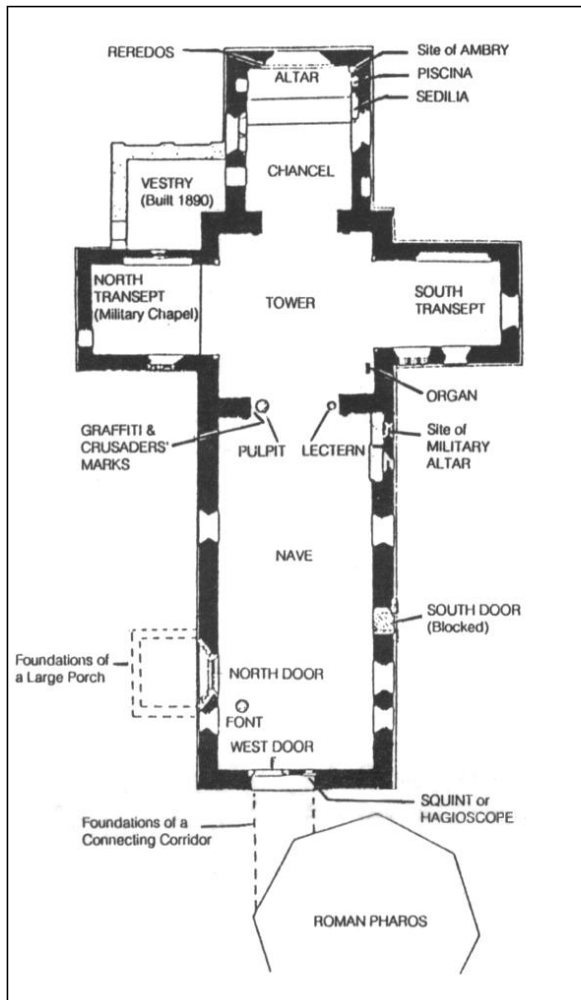 REREDOS
ALTAR
Site of AMBRY
PISCINA
SEDILIA
CHANCEL
VESTRY
(Built 1890)
NORTH
TRANSEPT
(Military Chapel)
TOWER
SOUTH
TRANSEPT
ORGAN
GRAFFITI &
CRUSADERS'
MARKS
PULPIT
LECTERN
Site of
MILITARY
ALTAR
NAVE
SOUTH DOOR
(Blocked)
Foundations of
a Large Porch
NORTH DOOR
FONT
WEST DOOR
SQUINT or
HAGIOSCOPE
Foundations of a
Connecting Corridor
ROMAN PHAROS